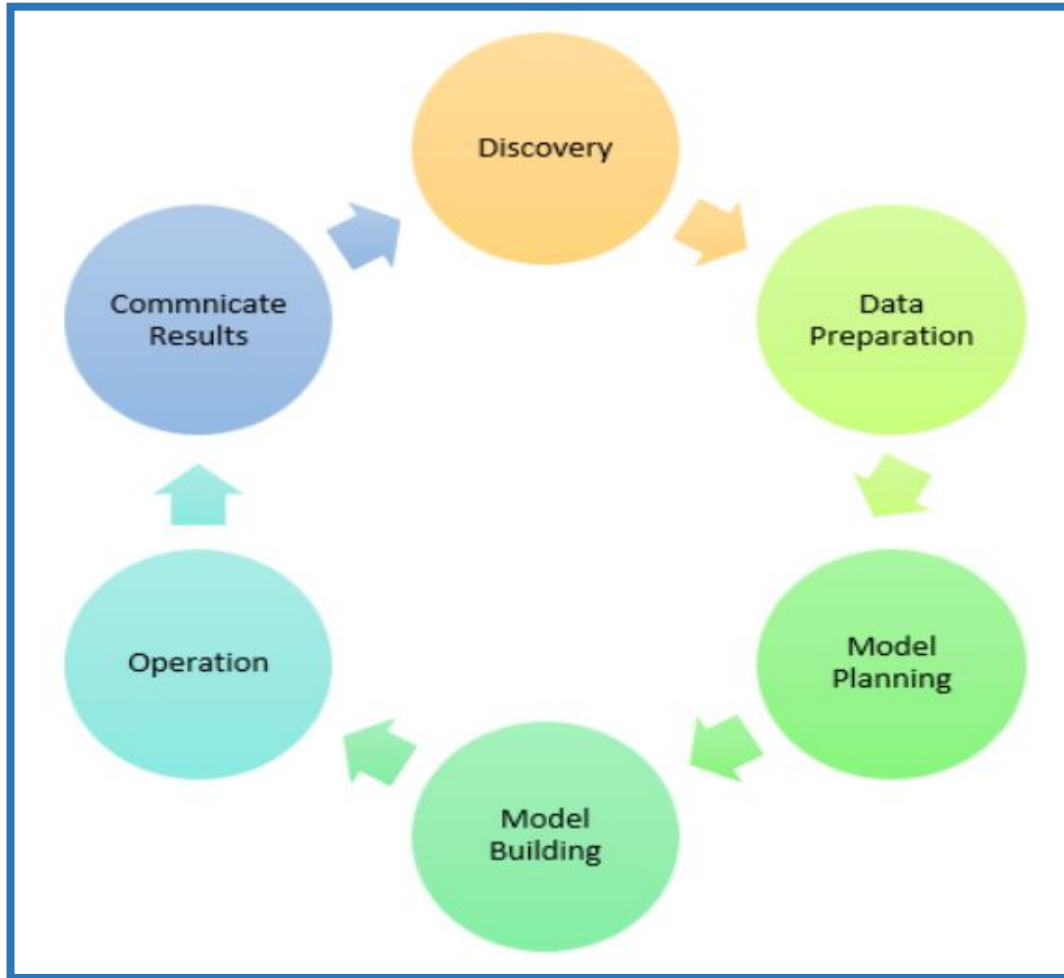 Discovery
Data
Preparation
Model
Planning
Model
Building
Operation
Commnicate
Results